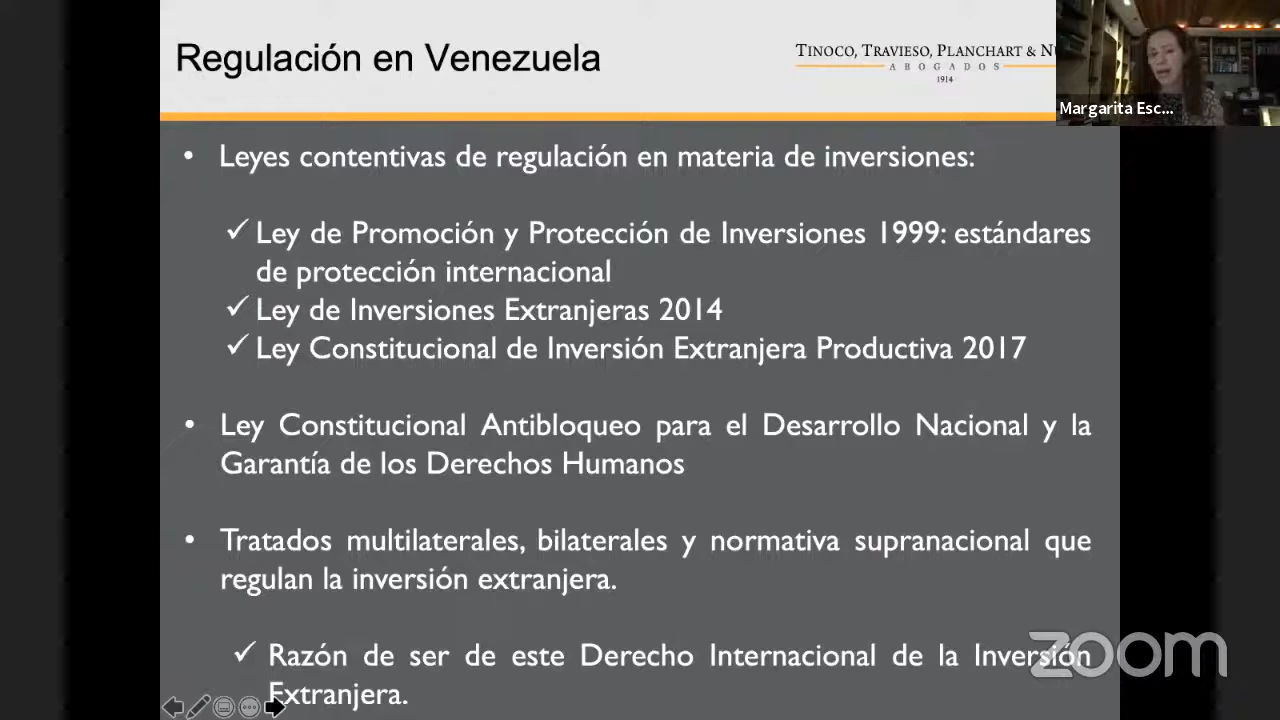 Regulación en Venezuela
TINOCO, TRAVIESO, PLANCHART &
ABOGADOS
1914
Margarita Esc...
• Leyes contentivas de regulación en materia de inversiones:
✓ Ley de Promoción y Protección de Inversiones 1999: estándares
de protección internacional
✓ Ley de Inversiones Extranjeras 2014
✓ Ley Constitucional de Inversión Extranjera Productiva 2017
• Ley Constitucional Antibloqueo para el Desarrollo Nacional y la
Garantía de los Derechos Humanos
• Tratados multilaterales, bilaterales y normativa supranacional que
regulan la inversión extranjera.
✓ Razón de ser de este Derecho Internacional de la Inversión
Extranjera.
zoom